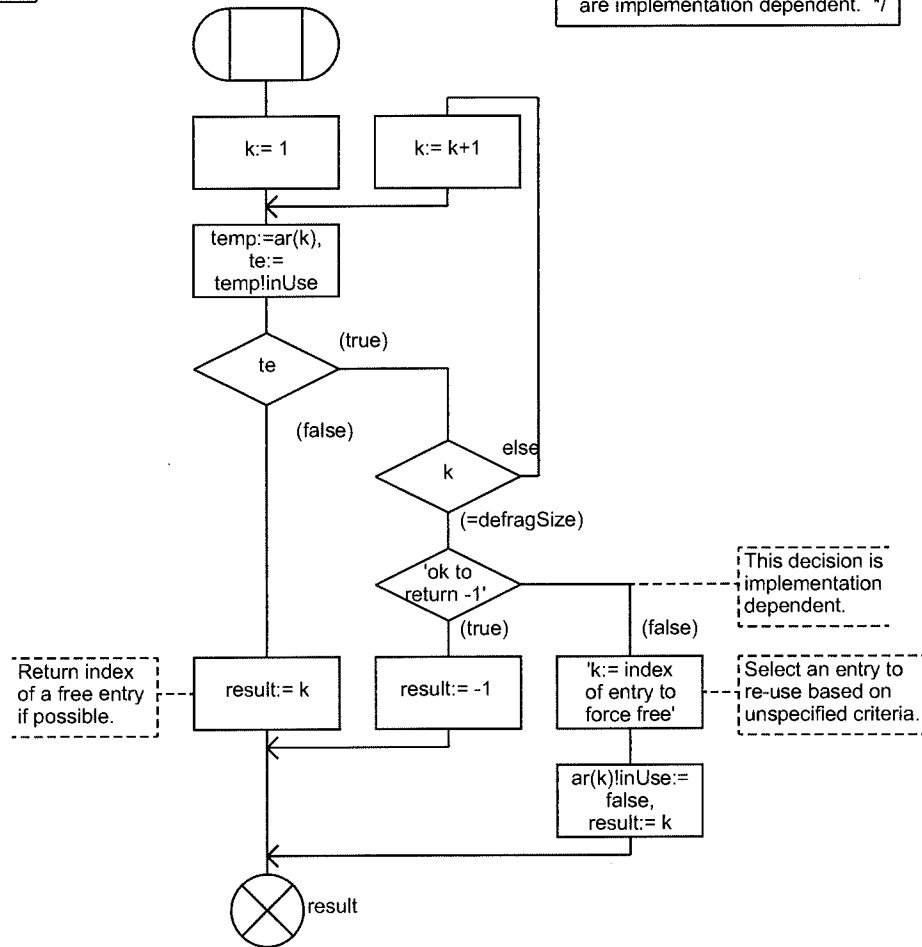 are implementation dependent. */
k:= 1
k:= k+1
temp:=ar(k),
te:=
temp!inUse
te
(true)
(false)
k
else
(=defragSize)
'ok to
return -1'
This decision is
implementation
dependent.
(true)
(false)
Return index
of a free entry
if possible.
result:= k
result:= -1
'k:= index
of entry to
force free'
Select an entry to
re-use based on
unspecified criteria.
ar(k)!inUse:=
false,
result:= k
result